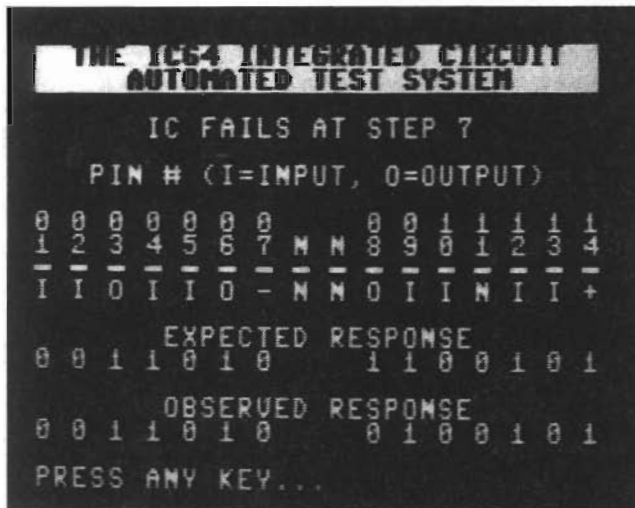 THE IC64 INTEGRATED CIRCUIT
AUTOMATED TEST SYSTEM
IC FAILS AT STEP 7
PIN # (I=INPUT, O=OUTPUT)
0 0 0 0 0 0 0 0 0 1 1 1 1 1
1 2 3 4 5 6 7 N N 8 9 0 1 2 3 4
I I O I I O - N N O I I N I I +
EXPECTED RESPONSE
0 0 1 1 0 1 0 1 1 0 0 1 0 1
OBSERVED RESPONSE
0 0 1 1 0 1 0 0 1 0 0 1 0 1
PRESS ANY KEY...